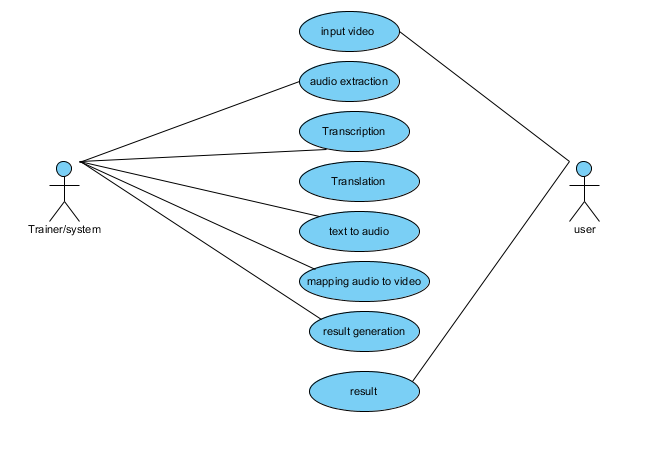 input video
audio extraction
Transcription
Translation
Trainer/system
text to audio
user
mapping audio to video
result generation
result